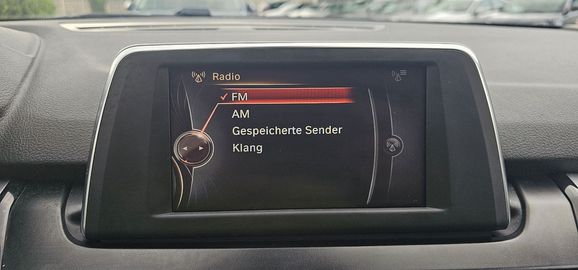 Radio
FM
AM
Gespeicherte Sender
Klang